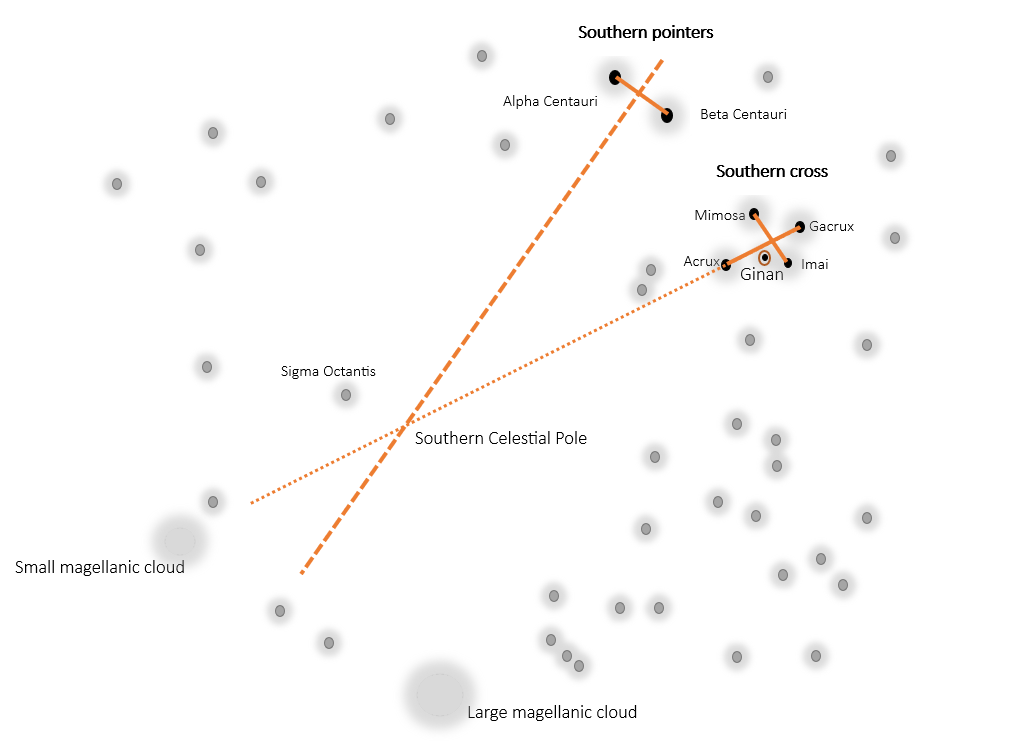 Southern pointers
Alpha Centauri
Beta Centauri
Southern cross
Mimosa
Gacrux
Acrux
Imai
Ginan
Sigma Octantis
Southern Celestial Pole
Small magellanic cloud
Large magellanic cloud